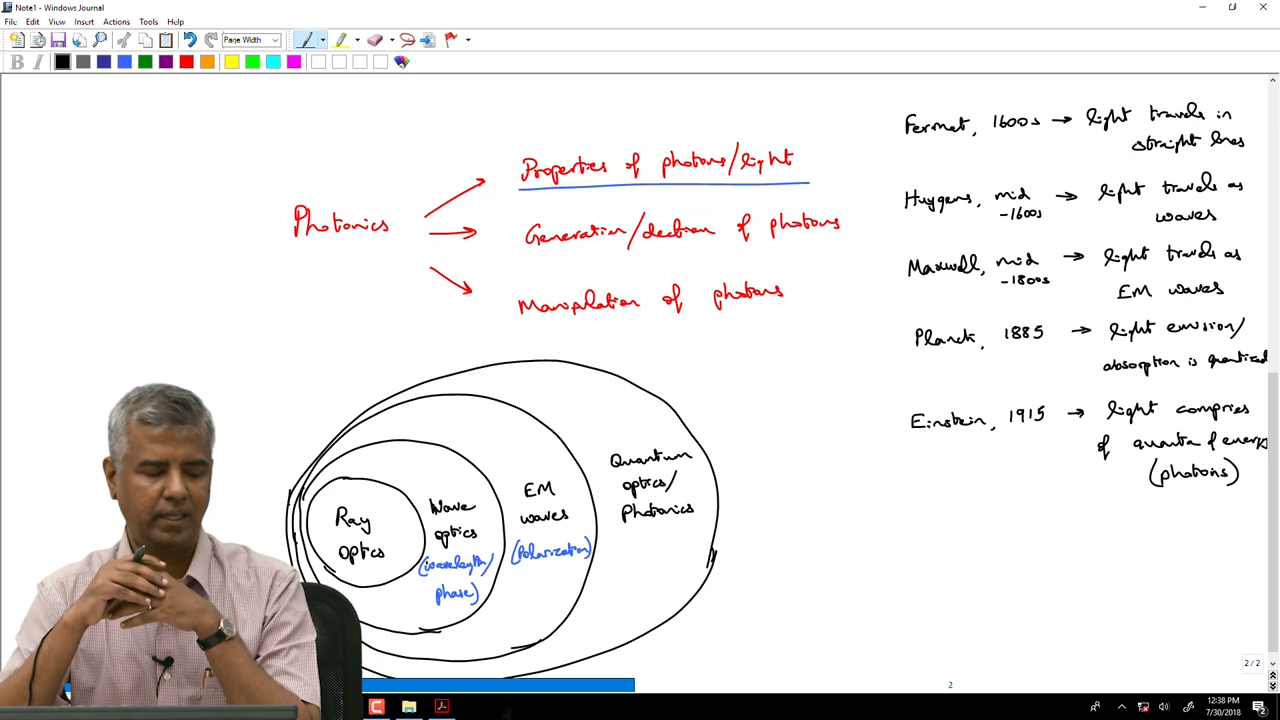 Note1 - Windows Journal
File Edit View Insert Actions Tools Help
Page Width
B I
Photonics
Properties of photons/light
Generation/dection of photons
Manipulation of photons
Fermat, 1600s → light travels in
straight lines
Huygens, mid
-1600s → light travels as
waves
Maxwell, mid
-1800s → light travels as
EM waves
Planck, 1885 → light emission/
absorption is quantized
Einstein, 1915 → light compries
of quanta of energy
(photons)
Ray
optics
Wave
optics
(wavelength/
phase)
EM
waves
(Polarization)
Quantum
optics/
Photonics
2/2
2
12:38 PM
7/30/2018
2